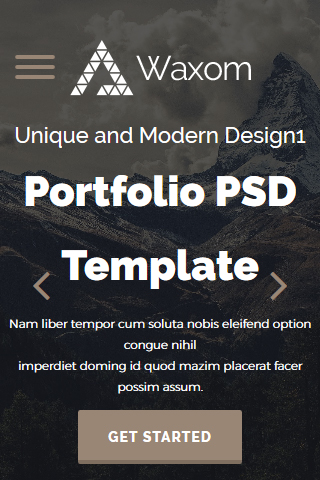 Waxom
Unique and Modern Design1
Portfolio PSD
Template
Nam liber tempor cum soluta nobis eleifend option
congue nihil
imperdiet doming id quod mazim placerat facer
possim assum.
GET STARTED